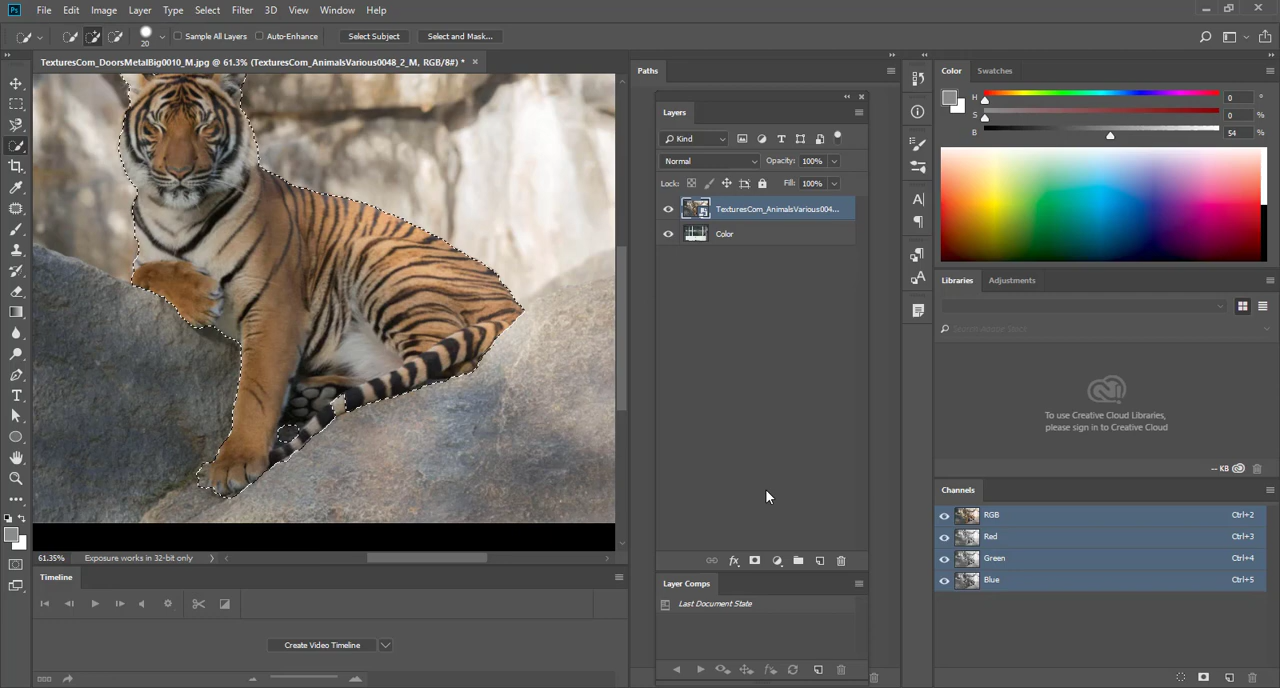 Ps File Edit Image Layer Type Select Filter 3D View Window Help
20 Sample All Layers Auto-Enhance Select Subject Select and Mask...
TexturesCom_DoorsMetalBig0010_M.jpg @ 61.3% (TexturesCom_AnimalsVarious0048_2_M, RGB/8#) *
Paths
Layers
Kind
Normal Opacity: 100%
Lock: Fill: 100%
TexturesCom_AnimalsVarious004...
Color
Color Swatches
H 0 °
S 0 %
B 54 %
Libraries Adjustments
Search Adobe Stock
To use Creative Cloud Libraries,
please sign in to Creative Cloud
-- KB
Channels
RGB Ctrl+2
Red Ctrl+3
Green Ctrl+4
Blue Ctrl+5
61.35% Exposure works in 32-bit only
Timeline
Create Video Timeline
Layer Comps
Last Document State